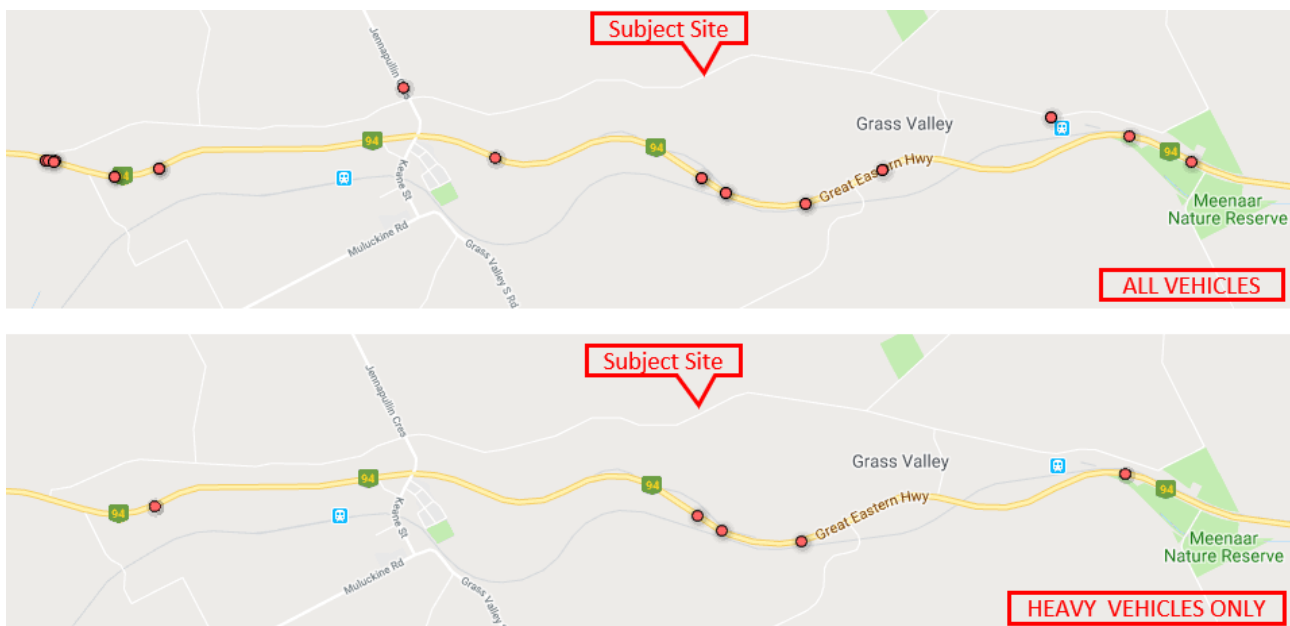 Subject Site
Jennapullin Cres
94
Grass Valley
94
94
94
Keane St
Great Eastern Hwy
Meenaar
Nature Reserve
Muluckine Rd
Grass Valley S Rd
ALL VEHICLES
Subject Site
Jennapullin Cres
Grass Valley
94
94
94
94
Keane St
Great Eastern Hwy
Meenaar
Nature Reserve
Muluckine Rd
Grass Valley
HEAVY VEHICLES ONLY